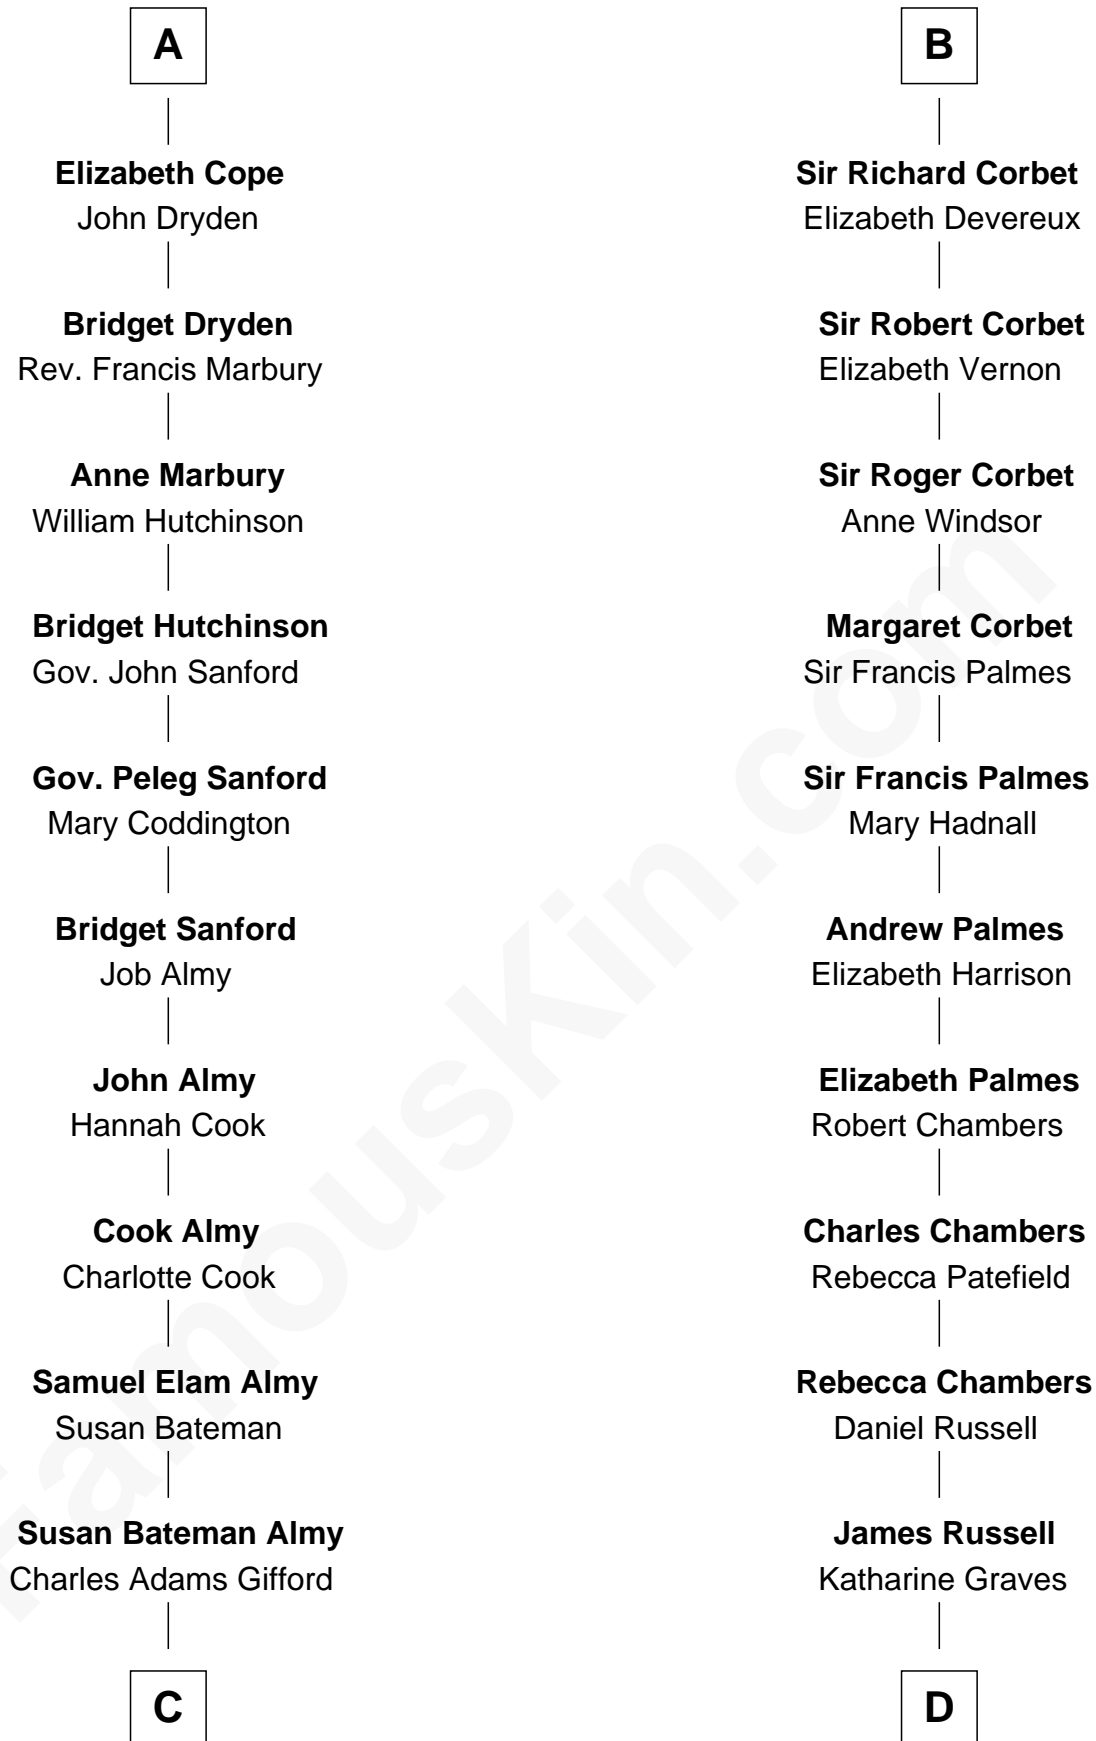 A
Elizabeth Cope
John Dryden
Bridget Dryden
Rev. Francis Marbury
Anne Marbury
William Hutchinson
Bridget Hutchinson
Gov. John Sanford
Gov. Peleg Sanford
Mary Coddington
Bridget Sanford
Job Almy
John Almy
Hannah Cook
Cook Almy
Charlotte Cook
Samuel Elam Almy
Susan Bateman
Susan Bateman Almy
Charles Adams Gifford
C
B
Sir Richard Corbet
Elizabeth Devereux
Sir Robert Corbet
Elizabeth Vernon
Sir Roger Corbet
Anne Windsor
Margaret Corbet
Sir Francis Palmes
Sir Francis Palmes
Mary Hadnall
Andrew Palmes
Elizabeth Harrison
Elizabeth Palmes
Robert Chambers
Charles Chambers
Rebecca Patefield
Rebecca Chambers
Daniel Russell
James Russell
Katharine Graves
D
FamousKin.com